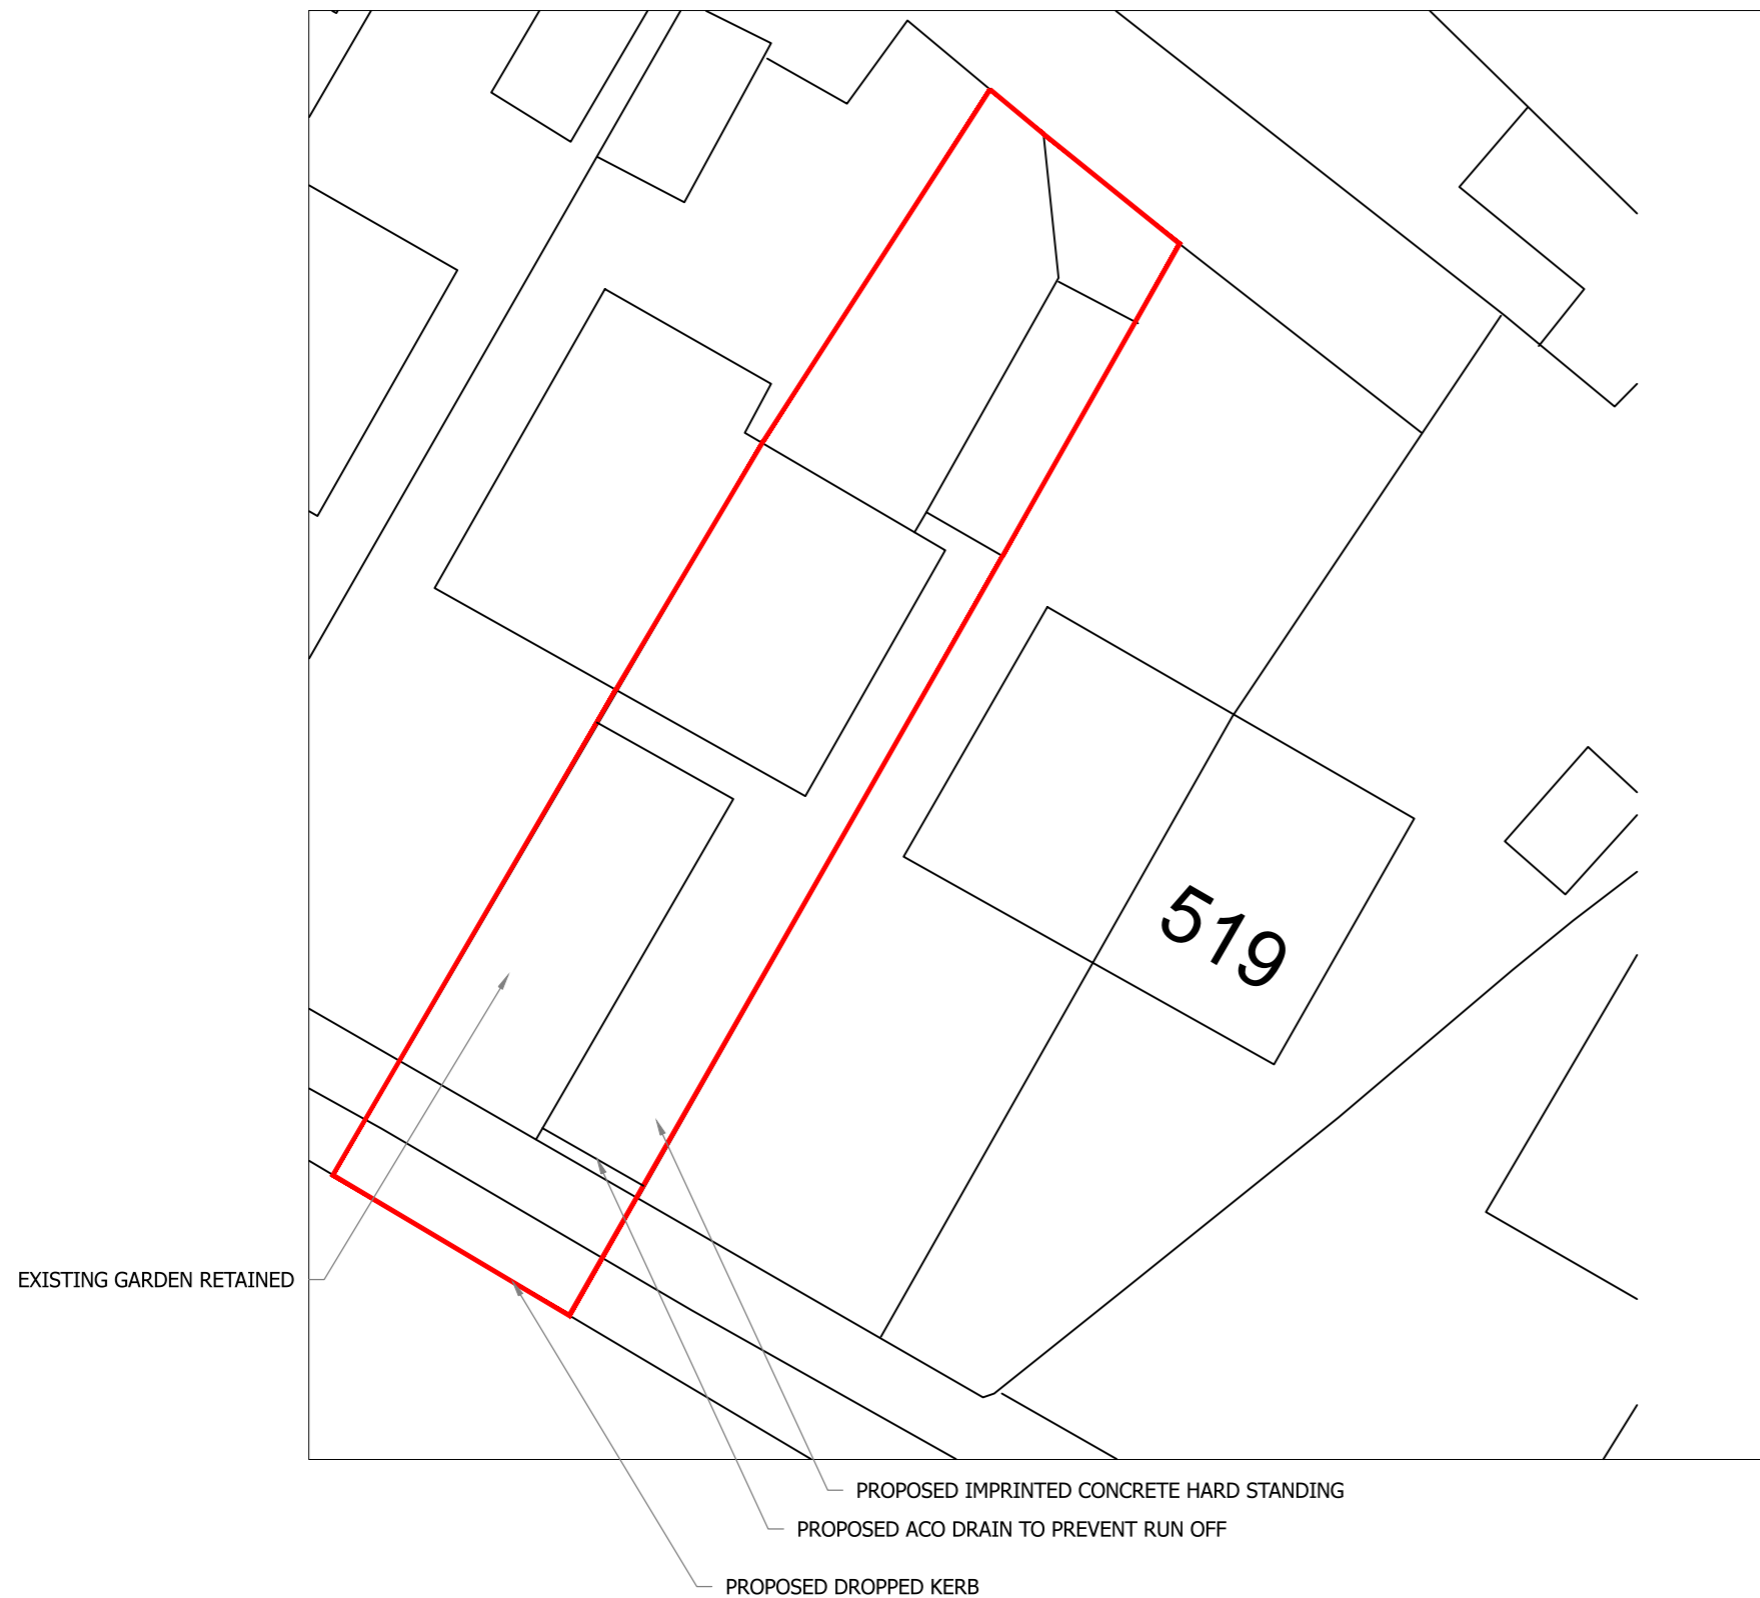 519
EXISTING GARDEN RETAINED
PROPOSED IMPRINTED CONCRETE HARD STANDING
PROPOSED ACO DRAIN TO PREVENT RUN OFF
PROPOSED DROPPED KERB